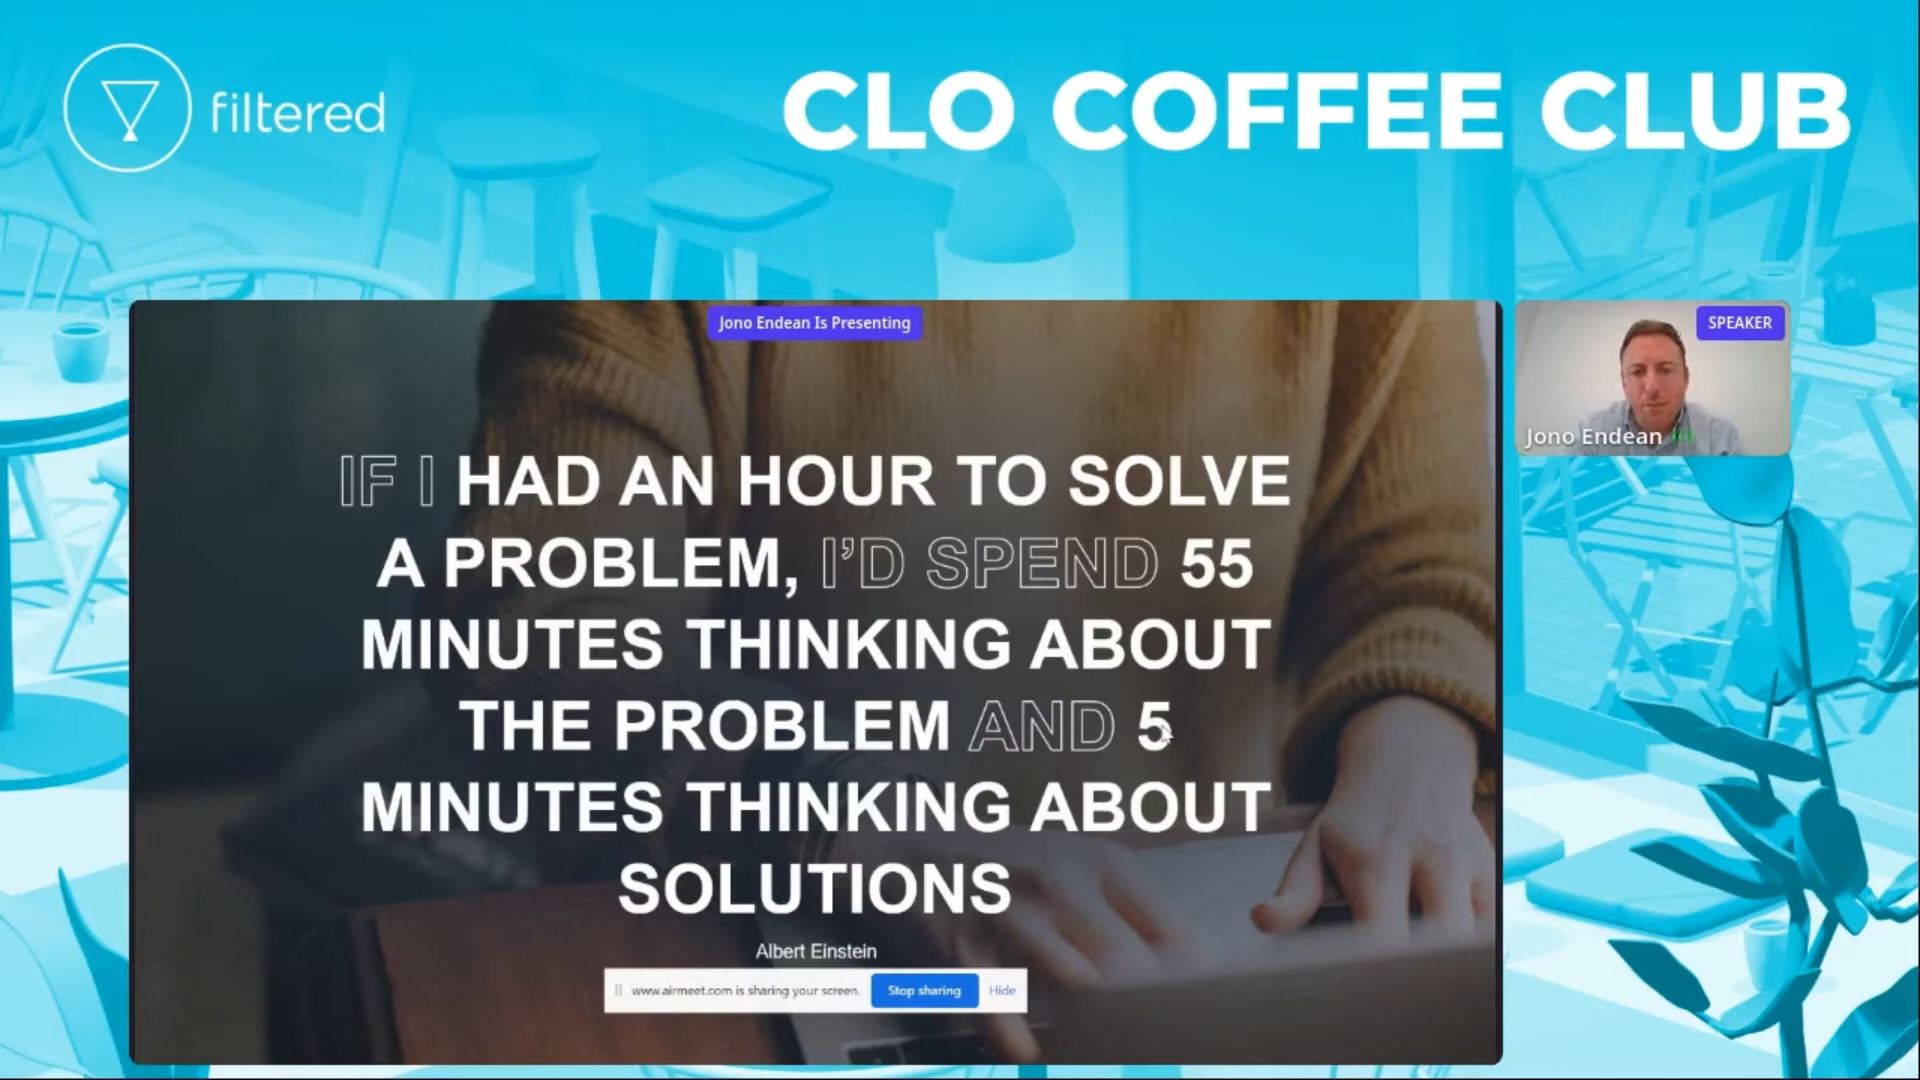 filtered
CLO COFFEE CLUB
Jono Endean Is Presenting
SPEAKER
Jono Endean
IF I HAD AN HOUR TO SOLVE
A PROBLEM, I’D SPEND 55
MINUTES THINKING ABOUT
THE PROBLEM AND 5
MINUTES THINKING ABOUT
SOLUTIONS
Albert Einstein
www.airmeet.com is sharing your screen. Stop sharing Hide